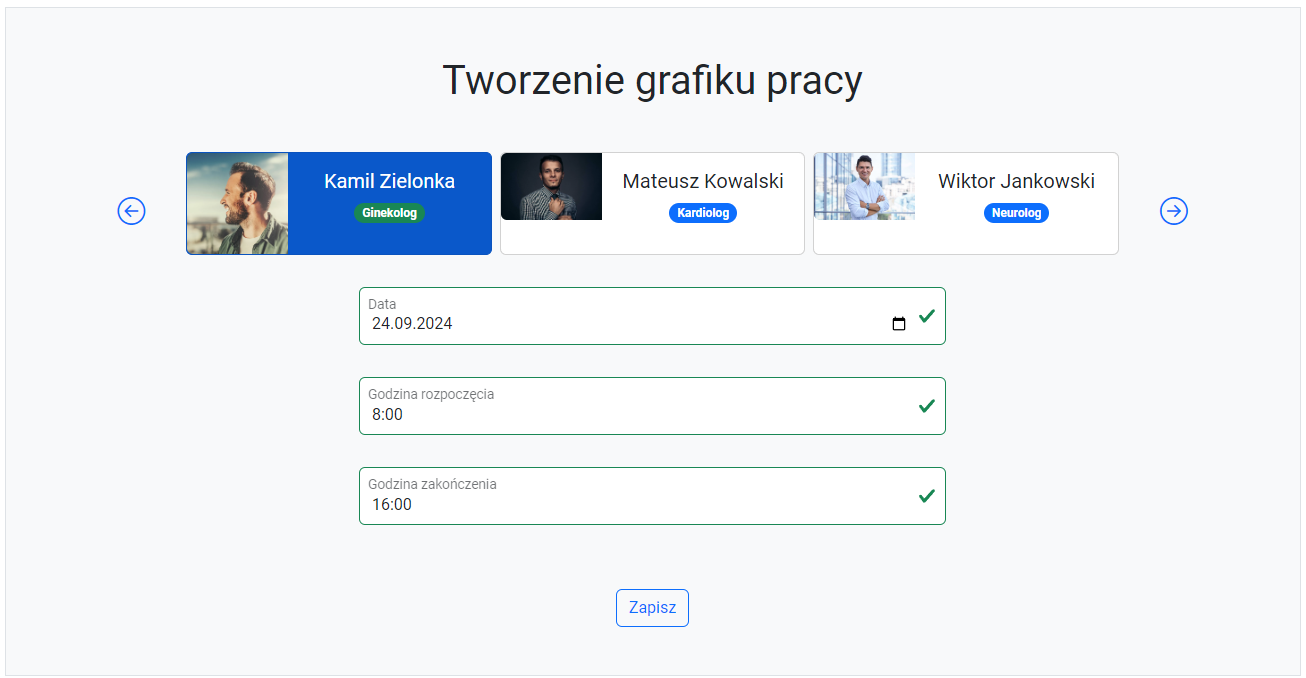 Tworzenie grafiku pracy
Kamil Zielonka
Ginekolog
Mateusz Kowalski
Kardiolog
Wiktor Jankowski
Neurolog
Data
24.09.2024
Godzina rozpoczęcia
8:00
Godzina zakończenia
16:00
Zapisz